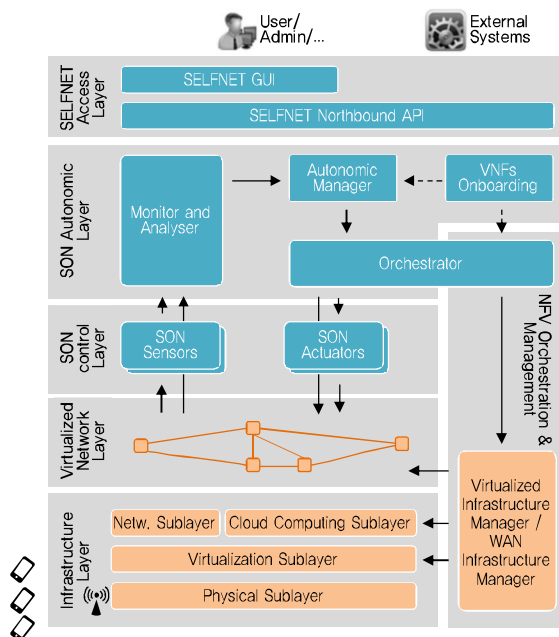 User/
Admin/...
External
Systems
SELFNET
Access
Layer
SELFNET GUI
SELFNET Northbound API
SON Autonomic
Layer
Monitor and
Analyser
Autonomic
Manager
VNFs
Onboarding
Orchestrator
SON
control
Layer
SON
Sensors
SON
Actuators
NFV Orchestration &
Management
Virtualized
Network
Layer
Virtualized
Infrastructure
Manager /
WAN
Infrastructure
Manager
Infrastructure
Layer
Netw. Sublayer
Cloud Computing Sublayer
Virtualization Sublayer
Physical Sublayer